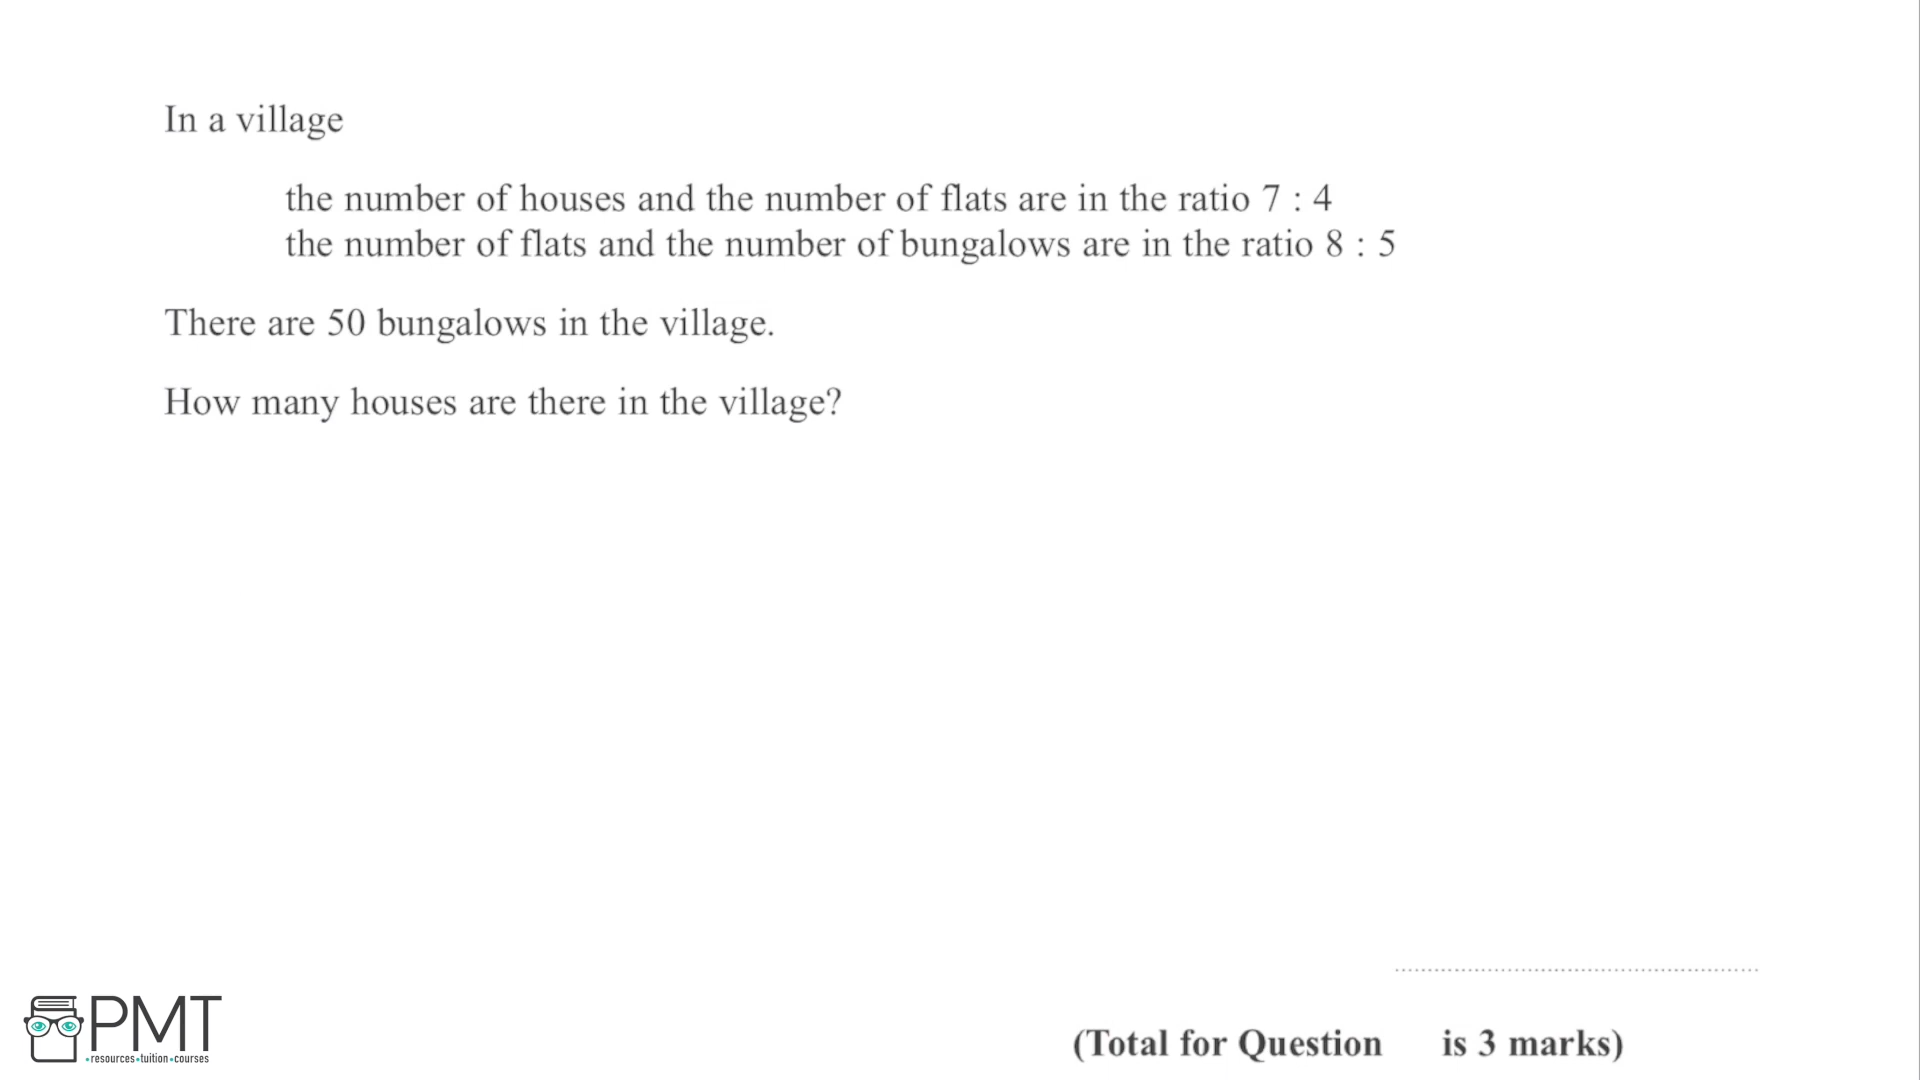 In a village
the number of houses and the number of flats are in the ratio 7 : 4
the number of flats and the number of bungalows are in the ratio 8 : 5
There are 50 bungalows in the village.
How many houses are there in the village?
PMT
resources tuition courses
(Total for Question is 3 marks)